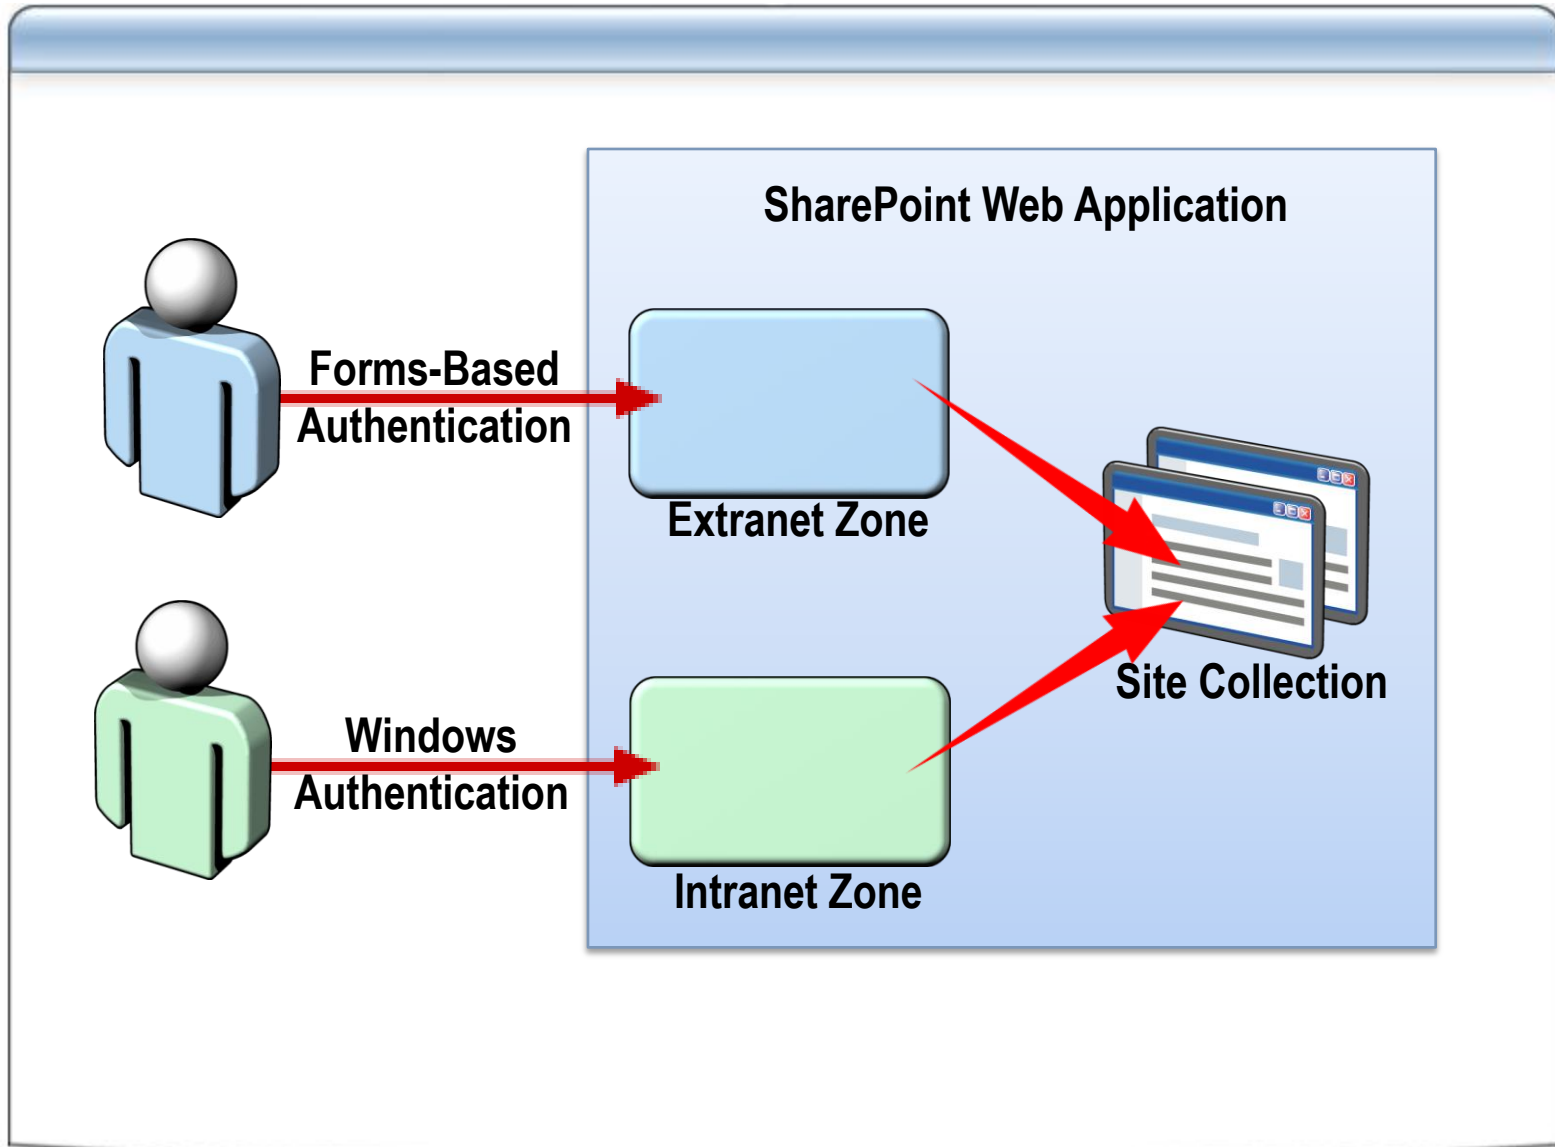 SharePoint Web Application
Forms-Based
Authentication
Extranet Zone
Site Collection
Windows
Authentication
Intranet Zone